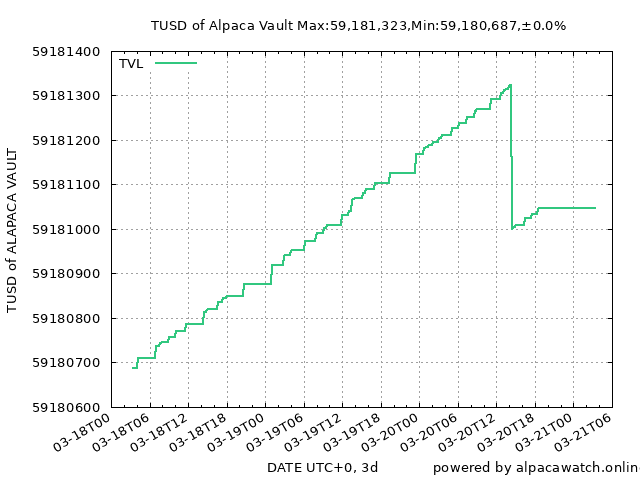 TUSD of Alpaca Vault Max:59,181,323,Min:59,180,687,±0.0%
TVL
59181400
59181300
59181200
59181100
59181000
59180900
59180800
59180700
59180600
TUSD of ALAPACA VAULT
03-18T00
03-18T06
03-18T12
03-18T18
03-19T00
03-19T06
03-19T12
03-19T18
03-20T00
03-20T06
03-20T12
03-20T18
03-21T00
03-21T06
DATE UTC+0, 3d
powered by alpacawatch.online